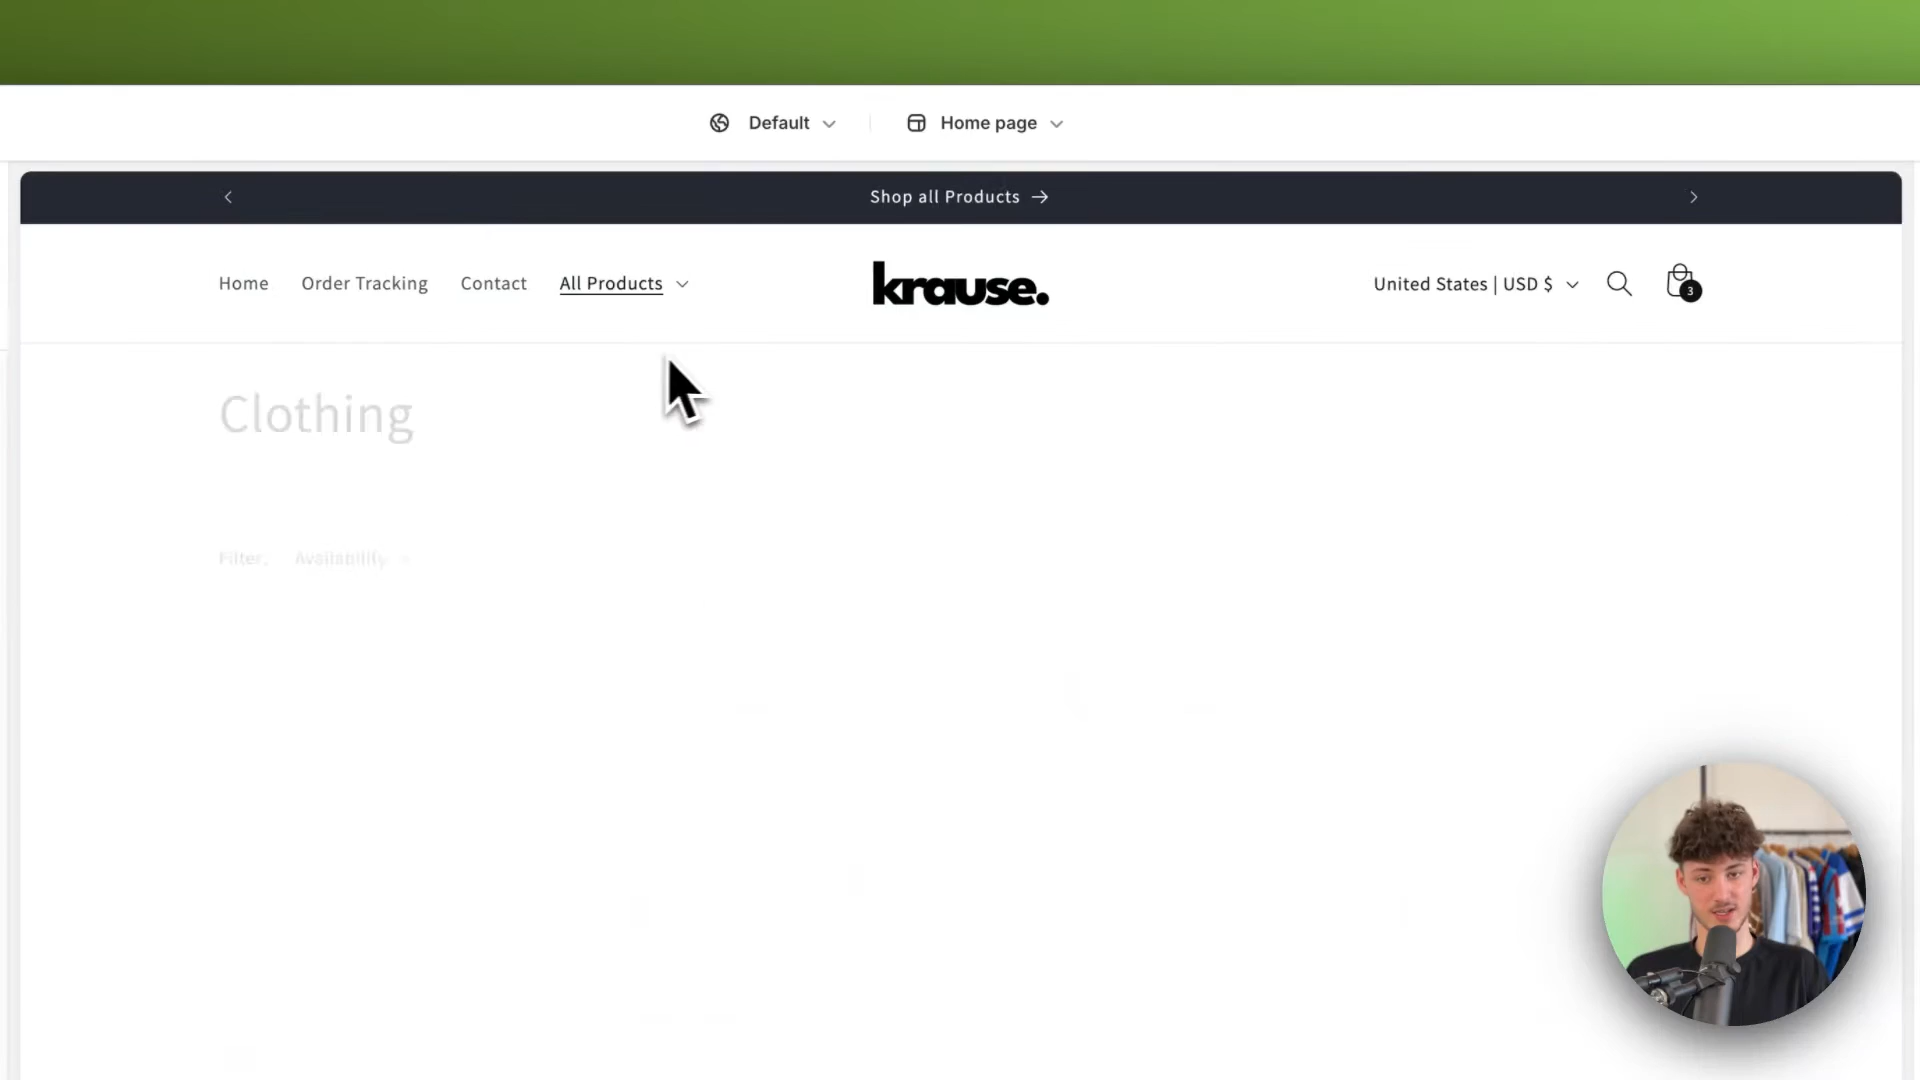 Default
Home page
Shop all Products →
Home
Order Tracking
Contact
All Products
krause.
United States | USD $
3
Clothing
Filter:
Availability